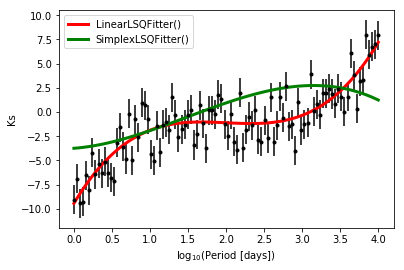 LinearLSQFitter()
SimplexLSQFitter()
10.0
7.5
5.0
2.5
0.0
−2.5
−5.0
−7.5
−10.0
Ks
0.0 0.5 1.0 1.5 2.0 2.5 3.0 3.5 4.0
log₁₀(Period [days])